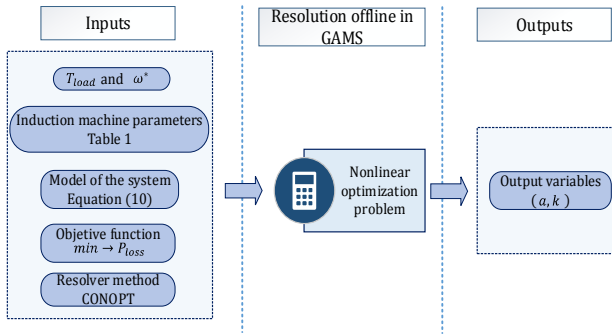 Inputs
T_load and ω*
Induction machine parameters
Table 1
Model of the system
Equation (10)
Objetive function
min → P_loss
Resolver method
CONOPT
Resolution offline in
GAMS
Nonlinear
optimization
problem
Outputs
Output variables
(a, k)